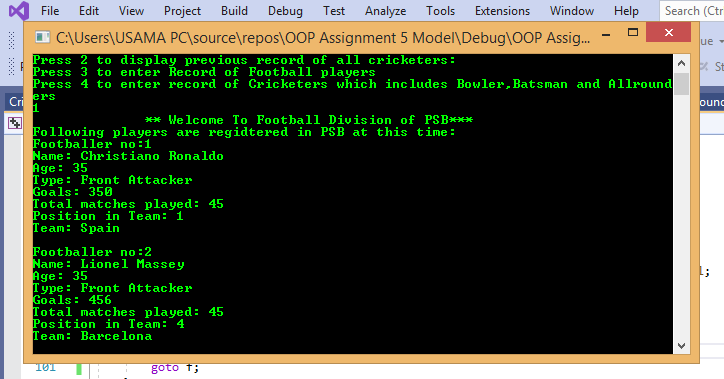 File Edit View Project Build Debug Test Analyze Tools Extensions Window Help Search (Ctrl
C:\Users\USAMA PC\source\repos\OOP Assignment 5 Model\Debug\OOP Assig...
Press 2 to display previous record of all cricketers:
Press 3 to enter Record of Football players
Press 4 to enter record of Cricketers which includes Bowler,Batsman and Allround
ers
1
** Welcome To Football Division of PSB***
Following players are regidtered in PSB at this time:
Footballer no:1
Name: Christiano Ronaldo
Age: 35
Type: Front Attacker
Goals: 350
Total matches played: 45
Position in Team: 1
Team: Spain
Footballer no:2
Name: Lionel Massey
Age: 35
Type: Front Attacker
Goals: 456
Total matches played: 45
Position in Team: 4
Team: Barcelona
101 goto f;